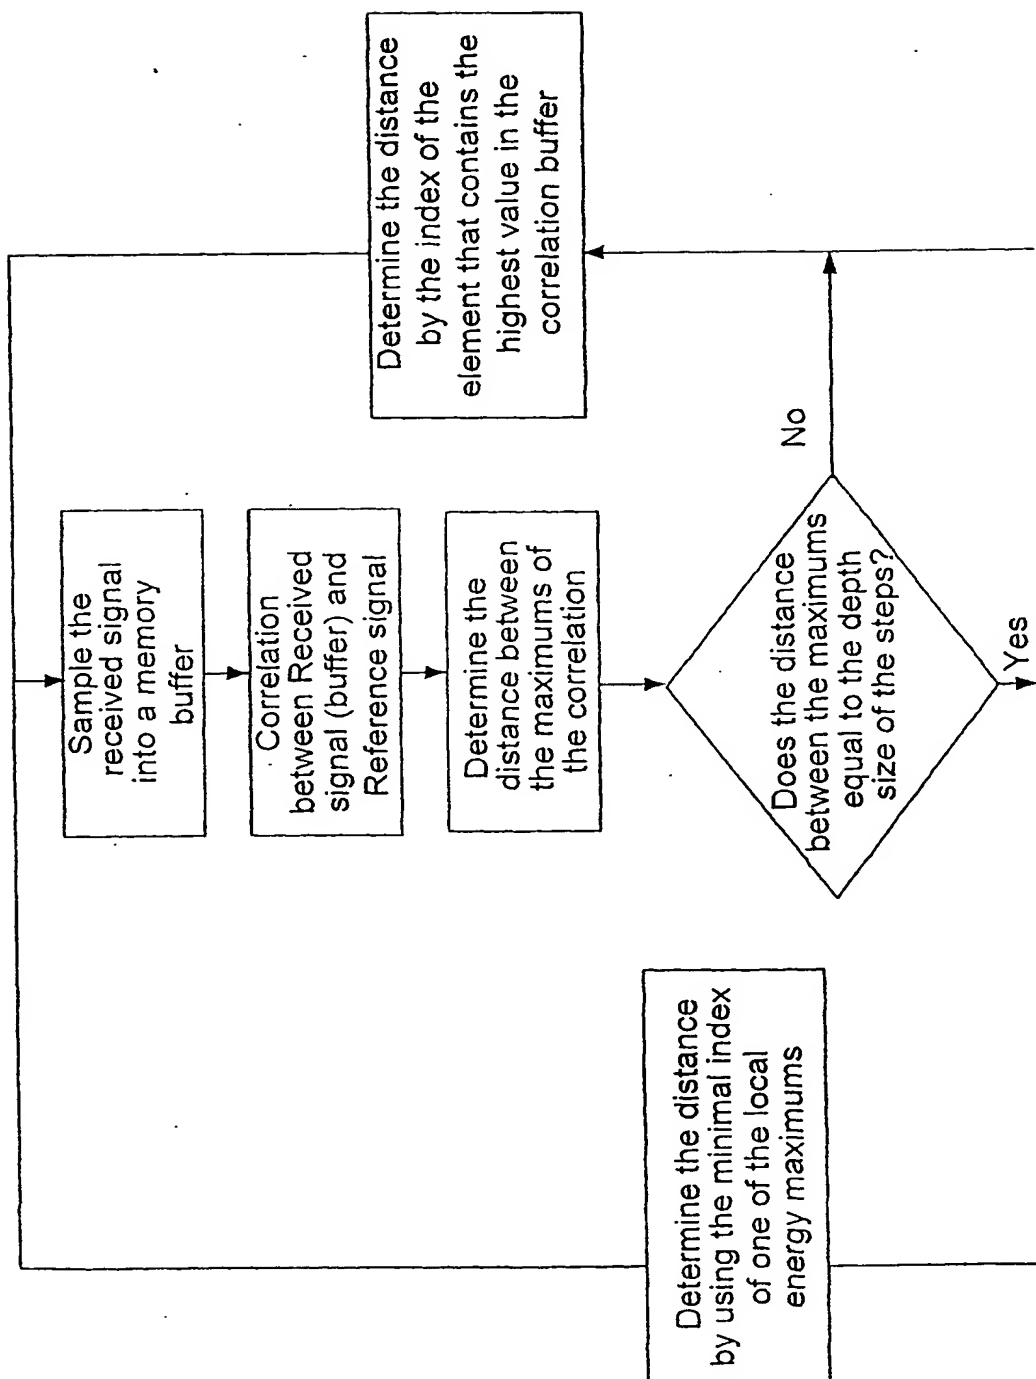 Sample the
received signal
into a memory
buffer
Correlation
between Received
signal (buffer) and
Reference signal
Determine the
distance between
the maximums of
the correlation
Does the distance
between the maximums
equal to the depth
size of the steps?
No
Yes
Determine the distance
by the index of the
element that contains the
highest value in the
correlation buffer
Determine the distance
by using the minimal index
of one of the local
energy maximums